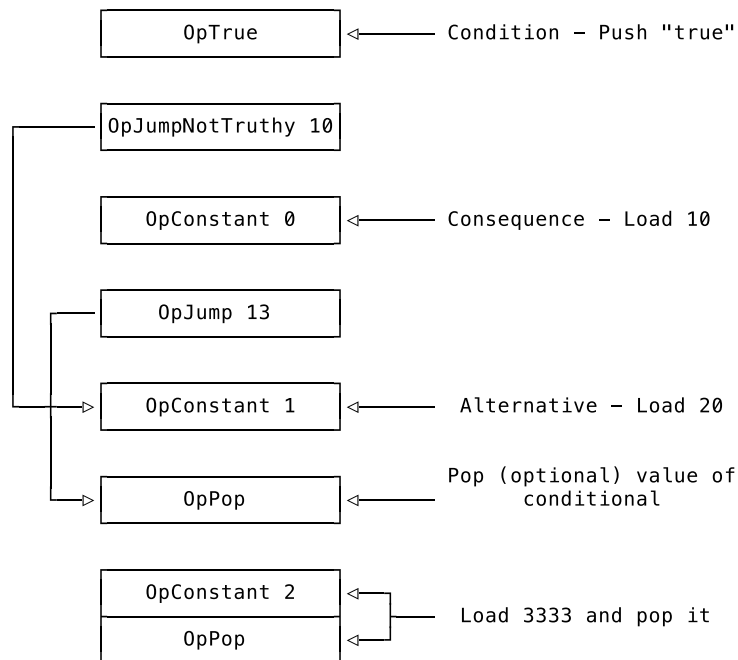 OpTrue
Condition – Push "true"
OpJumpNotTruthy 10
OpConstant 0
Consequence – Load 10
OpJump 13
OpConstant 1
Alternative – Load 20
OpPop
Pop (optional) value of
conditional
OpConstant 2
OpPop
Load 3333 and pop it